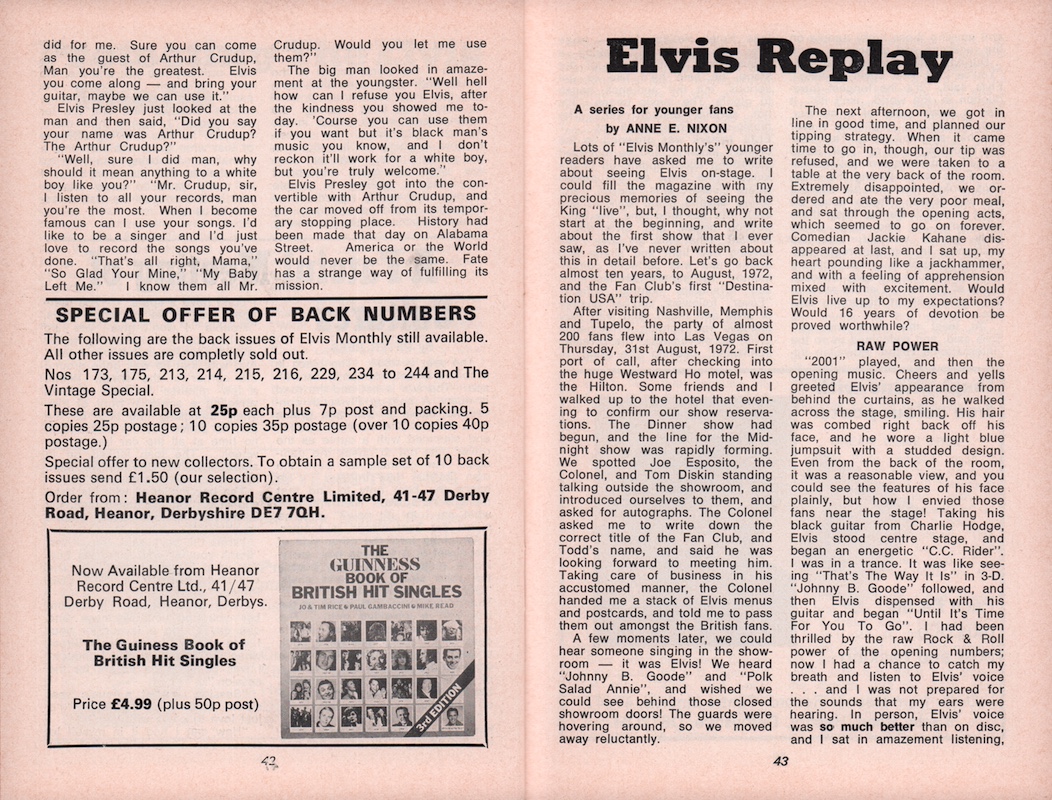 did for me. Sure you can come
as the guest of Arthur Crudup,
Man you're the greatest. Elvis
you come along — and bring your
guitar, maybe we can use it."
Elvis Presley just looked at the
man and then said, "Did you say
your name was Arthur Crudup?
The Arthur Crudup?"
"Well, sure I did man, why
should it mean anything to a white
boy like you?" "Mr. Crudup, sir,
I listen to all your records, man
you're the most. When I become
famous can I use your songs. I'd
like to be a singer and I'd just
love to record the songs you've
done. "That's all right, Mama,"
"So Glad Your Mine," "My Baby
Left Me." I know them all Mr.
Crudup. Would you let me use
them?"
The big man looked in amaze-
ment at the youngster. "Well hell
how can I refuse you Elvis, after
the kindness you showed me to-
day. 'Course you can use them
if you want but it's black man's
music you know, and I don't
reckon it'll work for a white boy,
but you're truly welcome."
Elvis Presley got into the con-
vertible with Arthur Crudup, and
the car moved off from its tempor-
ary stopping place. History had
been made that day on Alabama
Street. America or the World
would never be the same. Fate
has a strange way of fulfilling its
mission.
SPECIAL OFFER OF BACK NUMBERS
The following are the back issues of Elvis Monthly still available.
All other issues are completly sold out.
Nos 173, 175, 213, 214, 215, 216, 229, 234 to 244 and The
Vintage Special.
These are available at 25p each plus 7p post and packing. 5
copies 25p postage; 10 copies 35p postage (over 10 copies 40p
postage.)
Special offer to new collectors. To obtain a sample set of 10 back
issues send £1.50 (our selection).
Order from: Heanor Record Centre Limited, 41-47 Derby
Road, Heanor, Derbyshire DE7 7QH.
Now Available from Heanor
Record Centre Ltd., 41/47
Derby Road, Heanor, Derbys.
The Guiness Book of
British Hit Singles
Price £4.99 (plus 50p post)
THE
GUINNESS
BOOK OF
BRITISH HIT SINGLES
JO & TIM RICE PAUL GAMBACCINI MIKE READ
3rd EDITION
42
Elvis Replay
A series for younger fans
by ANNE E. NIXON
Lots of "Elvis Monthly's" younger
readers have asked me to write
about seeing Elvis on-stage. I
could fill the magazine with my
precious memories of seeing the
King "live", but, I thought, why not
start at the beginning, and write
about the first show that I ever
saw, as I've never written about
this in detail before. Let's go back
almost ten years, to August, 1972,
and the Fan Club's first "Destina-
tion USA" trip.
After visiting Nashville, Memphis
and Tupelo, the party of almost
200 fans flew into Las Vegas on
Thursday, 31st August, 1972. First
port of call, after checking into
the huge Westward Ho motel, was
the Hilton. Some friends and I
walked up to the hotel that even-
ing to confirm our show reserva-
tions. The Dinner show had
begun, and the line for the Mid-
night show was rapidly forming.
We spotted Joe Esposito, the
Colonel, and Tom Diskin standing
talking outside the showroom, and
introduced ourselves to them, and
asked for autographs. The Colonel
asked me to write down the
correct title of the Fan Club, and
Todd's name, and said he was
looking forward to meeting him.
Taking care of business in his
accustomed manner, the Colonel
handed me a stack of Elvis menus
and postcards, and told me to pass
them out amongst the British fans.
A few moments later, we could
hear someone singing in the show-
room — it was Elvis! We heard
"Johnny B. Goode" and "Polk
Salad Annie", and wished we
could see behind those closed
showroom doors! The guards were
hovering around, so we moved
away reluctantly.
The next afternoon, we got in
line in good time, and planned our
tipping strategy. When it came
time to go in, though, our tip was
refused, and we were taken to a
table at the very back of the room.
Extremely disappointed, we or-
dered and ate the very poor meal,
and sat through the opening acts,
which seemed to go on forever.
Comedian Jackie Kahane dis-
appeared at last, and I sat up, my
heart pounding like a jackhammer,
and with a feeling of apprehension
mixed with excitement. Would
Elvis live up to my expectations?
Would 16 years of devotion be
proved worthwhile?
RAW POWER
"2001" played, and then the
opening music. Cheers and yells
greeted Elvis' appearance from
behind the curtains, as he walked
across the stage, smiling. His hair
was combed right back off his
face, and he wore a light blue
jumpsuit with a studded design.
Even from the back of the room,
it was a reasonable view, and you
could see the features of his face
plainly, but how I envied those
fans near the stage! Taking his
black guitar from Charlie Hodge,
Elvis stood centre stage, and
began an energetic "C.C. Rider".
I was in a trance. It was like see-
ing "That's The Way It Is" in 3-D.
"Johnny B. Goode" followed, and
then Elvis dispensed with his
guitar and began "Until It's Time
For You To Go". I had been
thrilled by the raw Rock & Roll
power of the opening numbers;
now I had a chance to catch my
breath and listen to Elvis' voice
. . . and I was not prepared for
the sounds that my ears were
hearing. In person, Elvis' voice
was so much better than on disc,
and I sat in amazement listening,
43